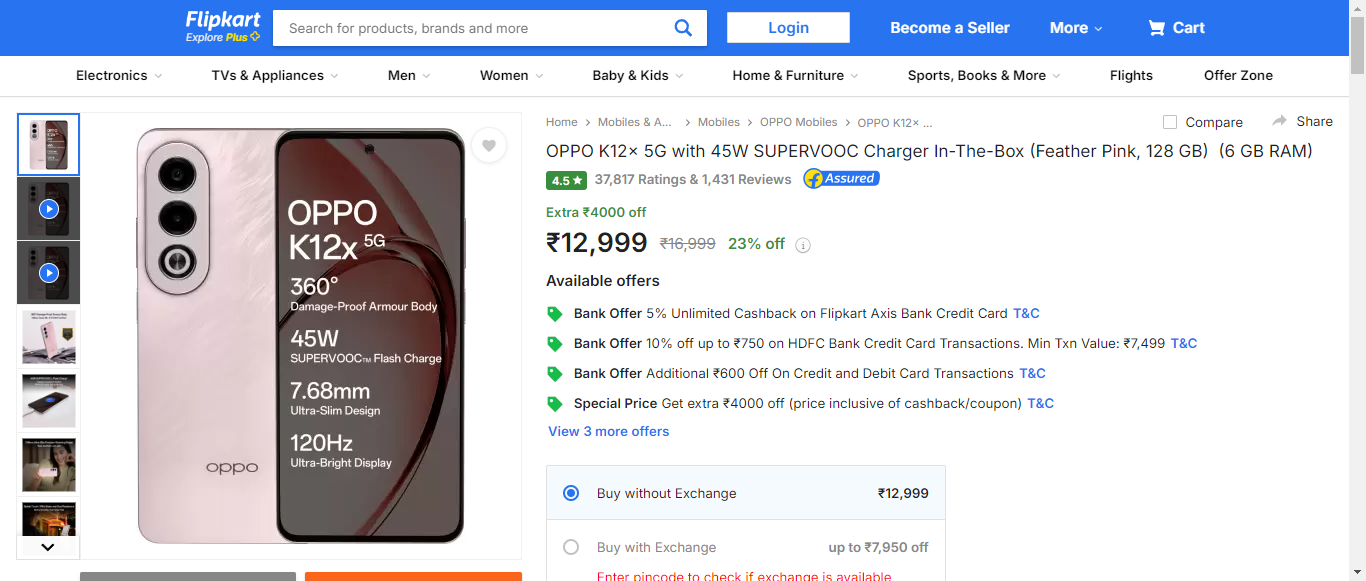 Flipkart
Explore Plus
Search for products, brands and more
Login
Become a Seller
More
Cart
Electronics
TVs & Appliances
Men
Women
Baby & Kids
Home & Furniture
Sports, Books & More
Flights
Offer Zone
OPPO
K12x 5G
360°
Damage-Proof Armour Body
45W
SUPERVOOC™ Flash Charge
7.68mm
Ultra-Slim Design
120Hz
Ultra-Bright Display
oppo
Home > Mobiles & A... > Mobiles > OPPO Mobiles > OPPO K12× ...
Compare
Share
OPPO K12× 5G with 45W SUPERVOOC Charger In-The-Box (Feather Pink, 128 GB) (6 GB RAM)
4.5★ 37,817 Ratings & 1,431 Reviews f Assured
Extra ₹4000 off
₹12,999 ₹16,999 23% off i
Available offers
Bank Offer 5% Unlimited Cashback on Flipkart Axis Bank Credit Card T&C
Bank Offer 10% off up to ₹750 on HDFC Bank Credit Card Transactions. Min Txn Value: ₹7,499 T&C
Bank Offer Additional ₹600 Off On Credit and Debit Card Transactions T&C
Special Price Get extra ₹4000 off (price inclusive of cashback/coupon) T&C
View 3 more offers
Buy without Exchange ₹12,999
Buy with Exchange up to ₹7,950 off
Enter pincode to check if exchange is available